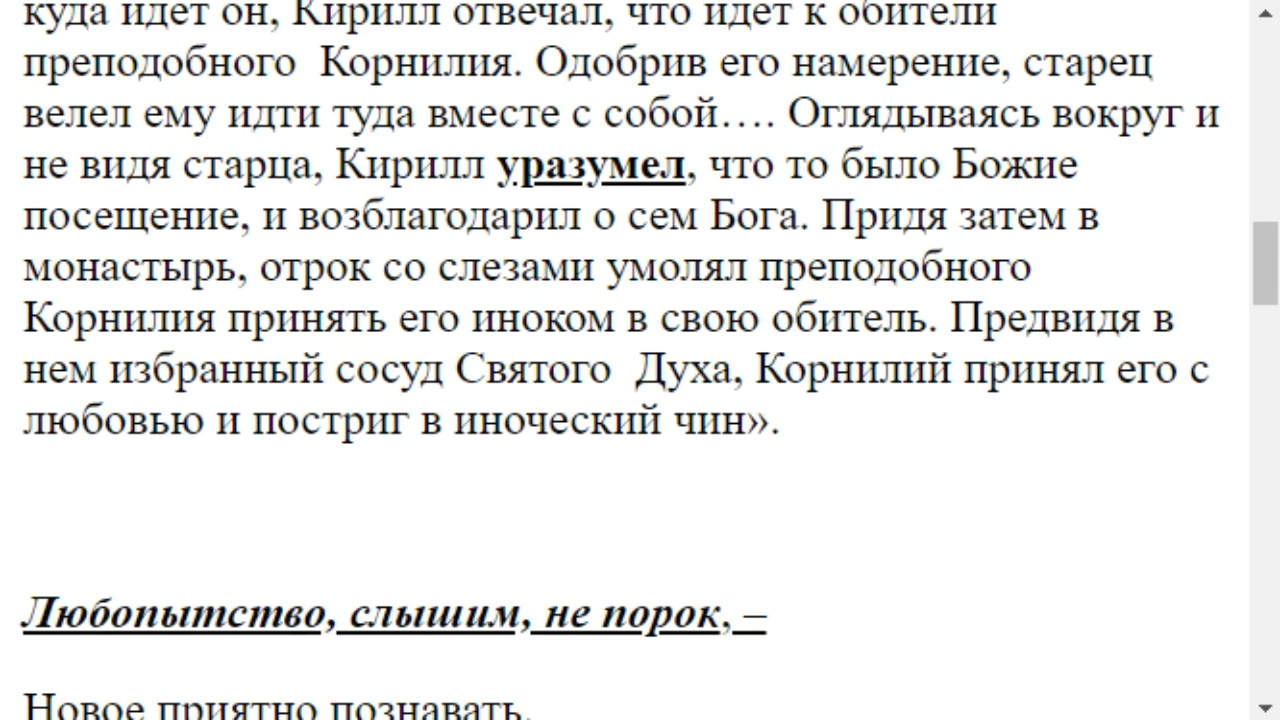 куда идет он, Кирилл отвечал, что идет к обители
преподобного  Корнилия. Одобрив его намерение, старец
велел ему идти туда вместе с собой…. Оглядываясь вокруг и
не видя старца, Кирилл уразумел, что то было Божие
посещение, и возблагодарил о сем Бога. Придя затем в
монастырь, отрок со слезами умолял преподобного
Корнилия принять его иноком в свою обитель. Предвидя в
нем избранный сосуд Святого  Духа, Корнилий принял его с
любовью и постриг в иноческий чин».
Любопытство, слышим, не порок, –
Новое приятно познавать.